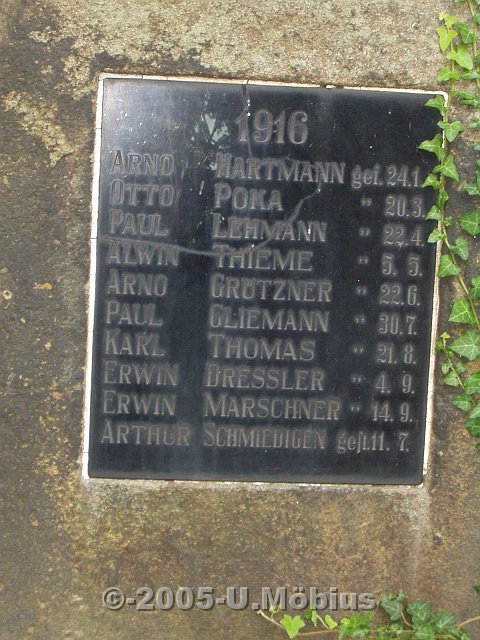 1916
ARNO HARTMANN gef. 24.1.
OTTO POKA " 20.3.
PAUL LEHMANN " 22.4.
ALWIN THIEME " 5. 5.
ARNO GRÜTZNER " 22.6.
PAUL GLIEMANN " 30.7.
KARL THOMAS " 21.8.
ERWIN DRESSLER " 4. 9.
ERWIN MARSCHNER " 14.9.
ARTHUR SCHMIEDIGEN geſt. 11. 7.
©-2005-U.Möbius